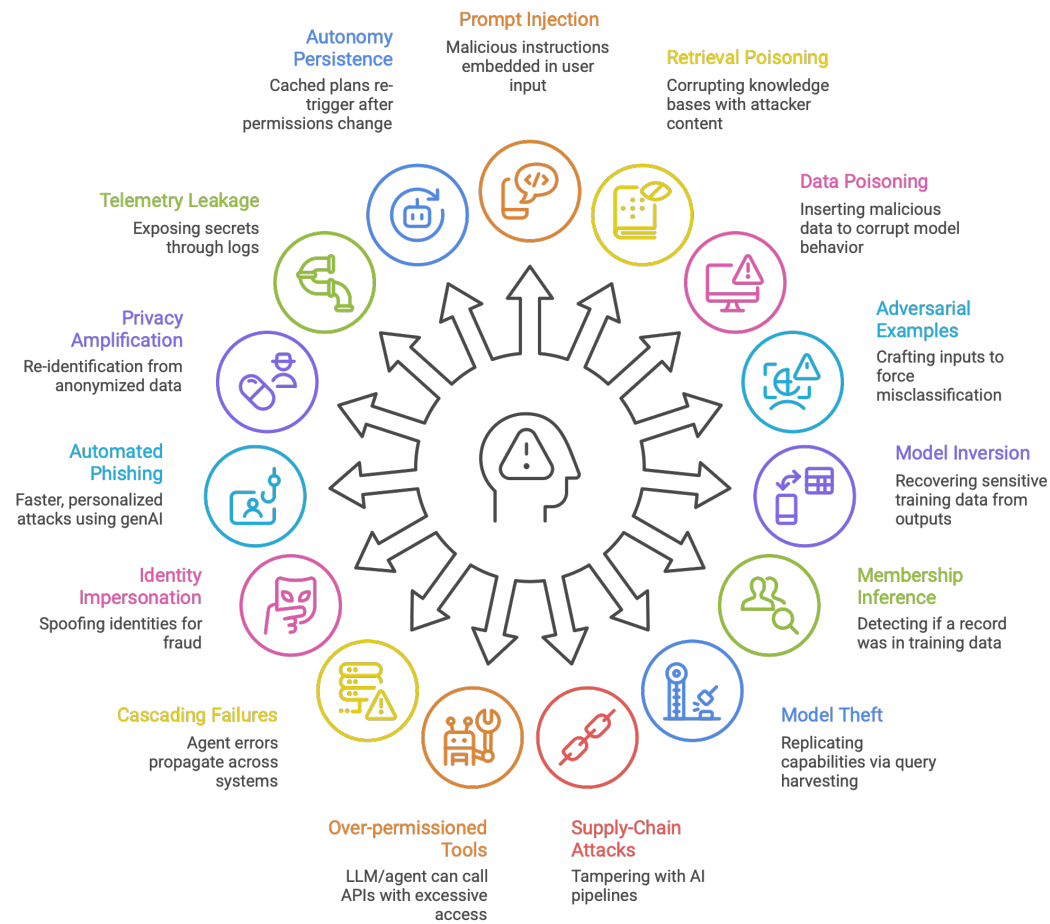 Prompt Injection
Malicious instructions
embedded in user
input
Retrieval Poisoning
Corrupting knowledge
bases with attacker
content
Data Poisoning
Inserting malicious
data to corrupt model
behavior
Adversarial
Examples
Crafting inputs to
force
misclassification
Model Inversion
Recovering sensitive
training data from
outputs
Membership
Inference
Detecting if a record
was in training data
Model Theft
Replicating
capabilities via query
harvesting
Supply-Chain
Attacks
Tampering with AI
pipelines
Over-permissioned
Tools
LLM/agent can call
APIs with excessive
access
Cascading Failures
Agent errors
propagate across
systems
Identity
Impersonation
Spoofing identities for
fraud
Automated
Phishing
Faster, personalized
attacks using genAI
Privacy
Amplification
Re-identification from
anonymized data
Telemetry Leakage
Exposing secrets
through logs
Autonomy
Persistence
Cached plans re-
trigger after
permissions change